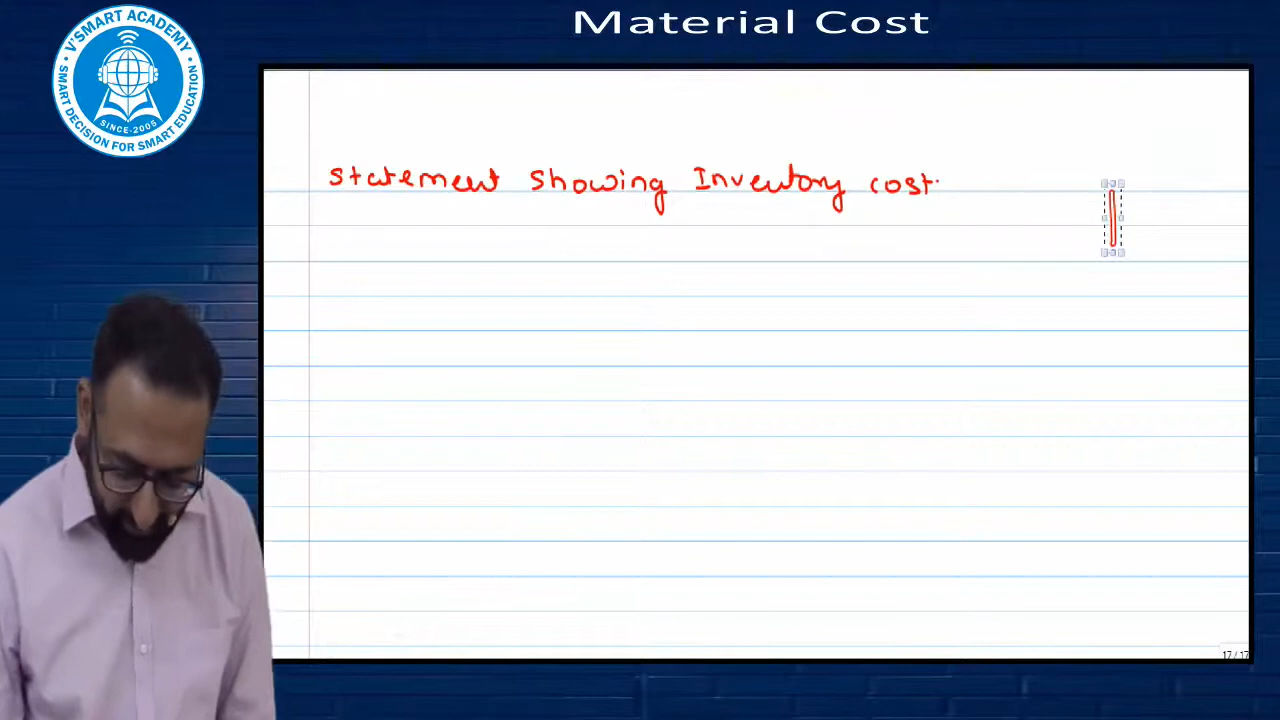 Material Cost
V'SMART ACADEMY
SINCE-2005
SMART DECISION FOR SMART EDUCATION
Statement Showing Inventory cost
17/17